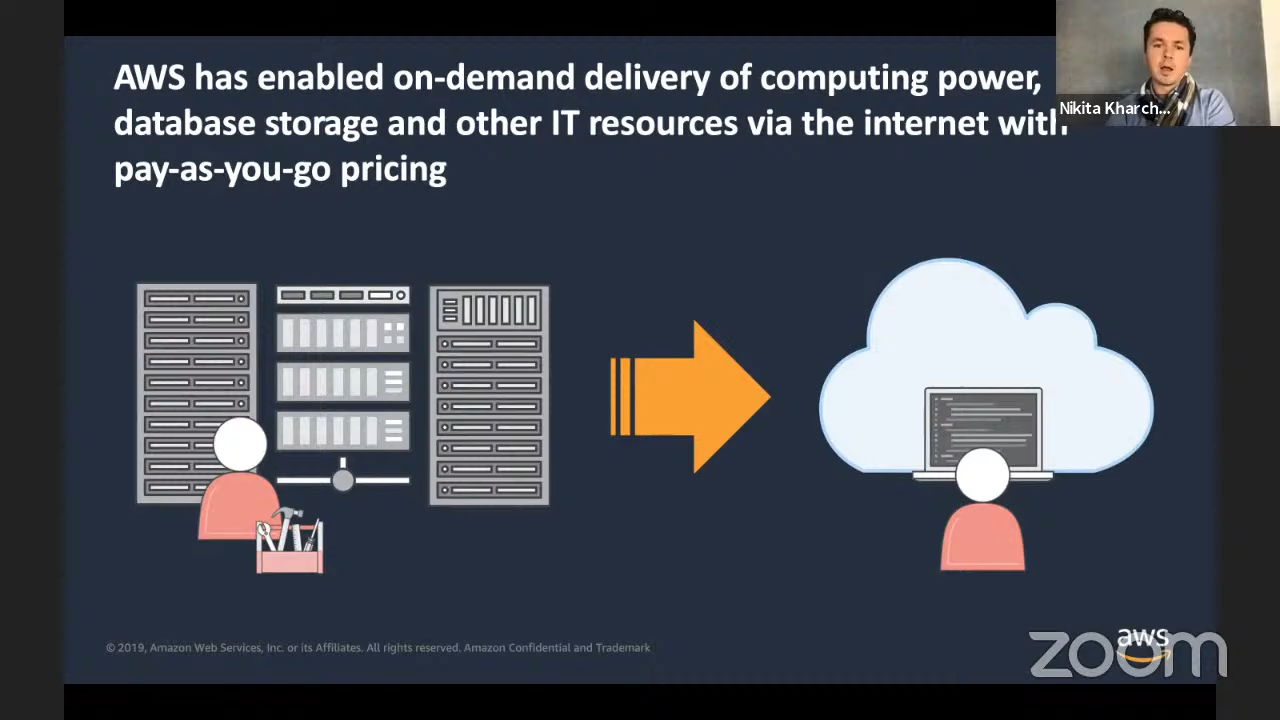 AWS has enabled on-demand delivery of computing power,
database storage and other IT resources via the internet with
pay-as-you-go pricing
Nikita Kharch...
© 2019, Amazon Web Services, Inc. or its Affiliates. All rights reserved. Amazon Confidential and Trademark
aws
zoom